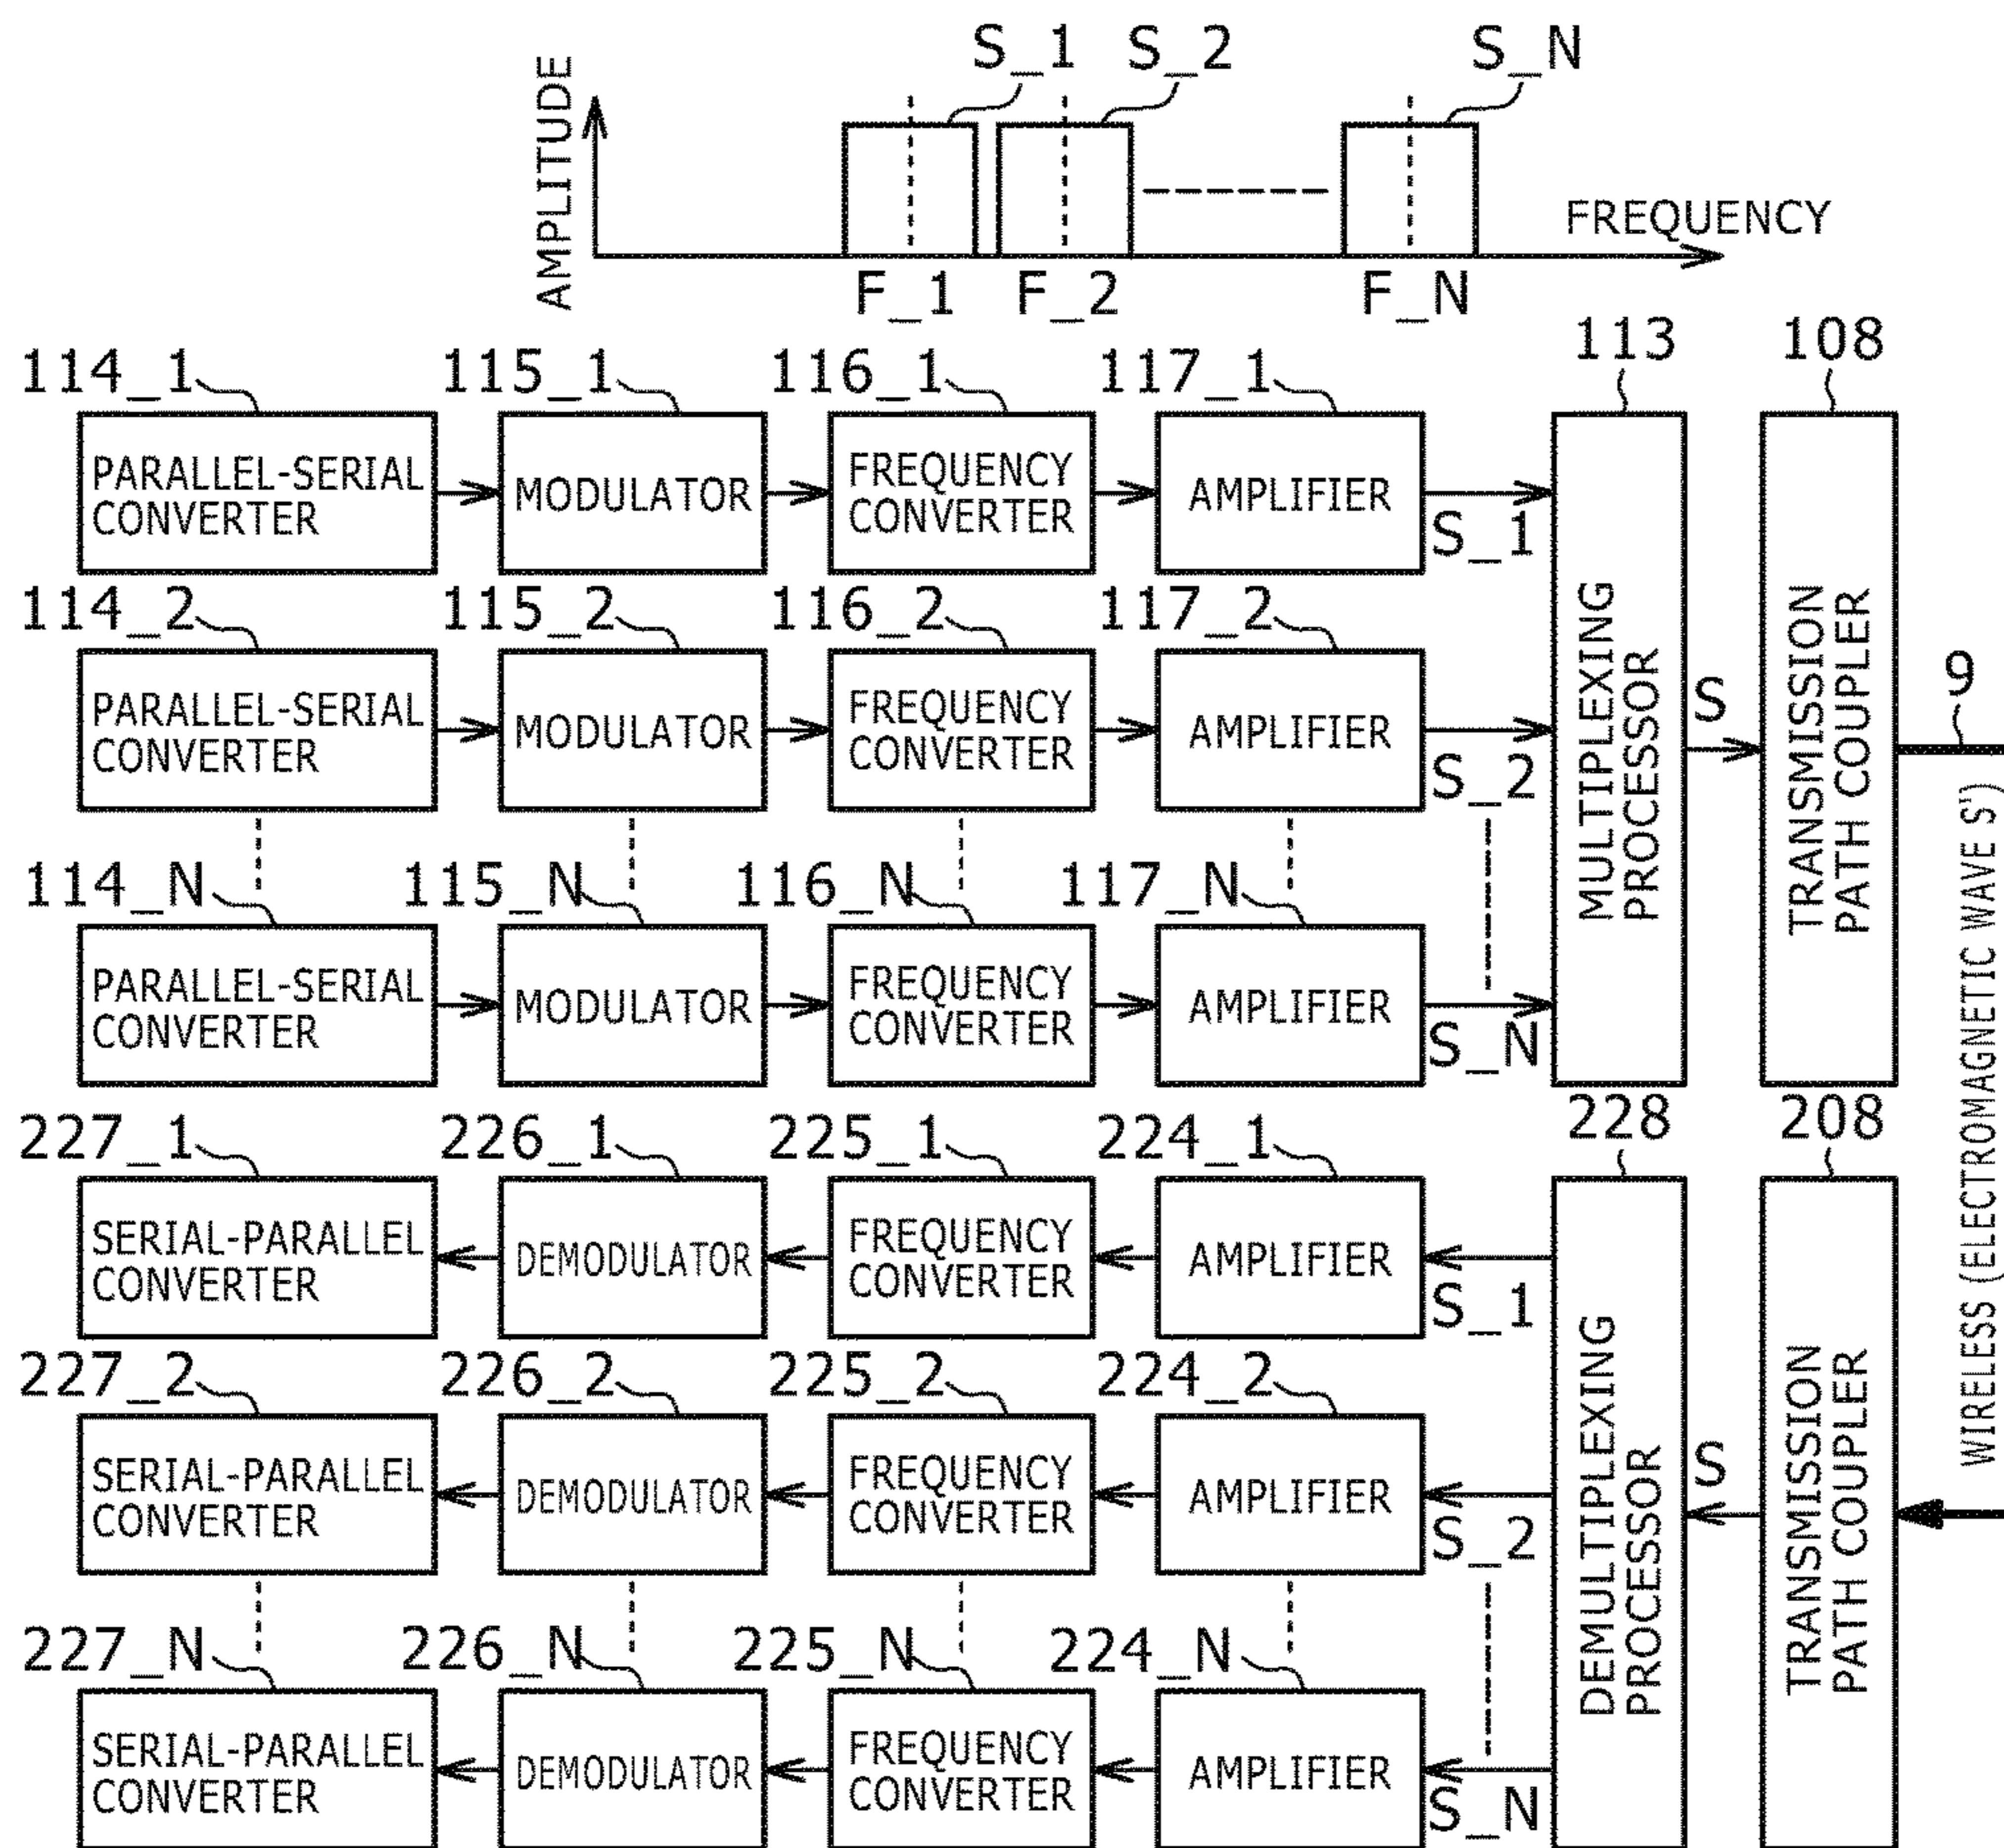 S_1 S_2 S_N
AMPLITUDE
FREQUENCY
F_1 F_2 F_N
113 108
114_1 115_1 116_1 117_1
PARALLEL-SERIAL
CONVERTER
MODULATOR
FREQUENCY
CONVERTER
AMPLIFIER
S_1
114_2 115_2 116_2 117_2
PARALLEL-SERIAL
CONVERTER
MODULATOR
FREQUENCY
CONVERTER
AMPLIFIER
S_2
114_N 115_N 116_N 117_N
PARALLEL-SERIAL
CONVERTER
MODULATOR
FREQUENCY
CONVERTER
AMPLIFIER
S_N
MULTIPLEXING
PROCESSOR
S
TRANSMISSION
PATH COUPLER
9
WIRELESS (ELECTROMAGNETIC WAVE S')
228 208
227_1 226_1 225_1 224_1
SERIAL-PARALLEL
CONVERTER
DEMODULATOR
FREQUENCY
CONVERTER
AMPLIFIER
S_1
227_2 226_2 225_2 224_2
SERIAL-PARALLEL
CONVERTER
DEMODULATOR
FREQUENCY
CONVERTER
AMPLIFIER
S_2
227_N 226_N 225_N 224_N
SERIAL-PARALLEL
CONVERTER
DEMODULATOR
FREQUENCY
CONVERTER
AMPLIFIER
S_N
DEMULTIPLEXING
PROCESSOR
S
TRANSMISSION
PATH COUPLER